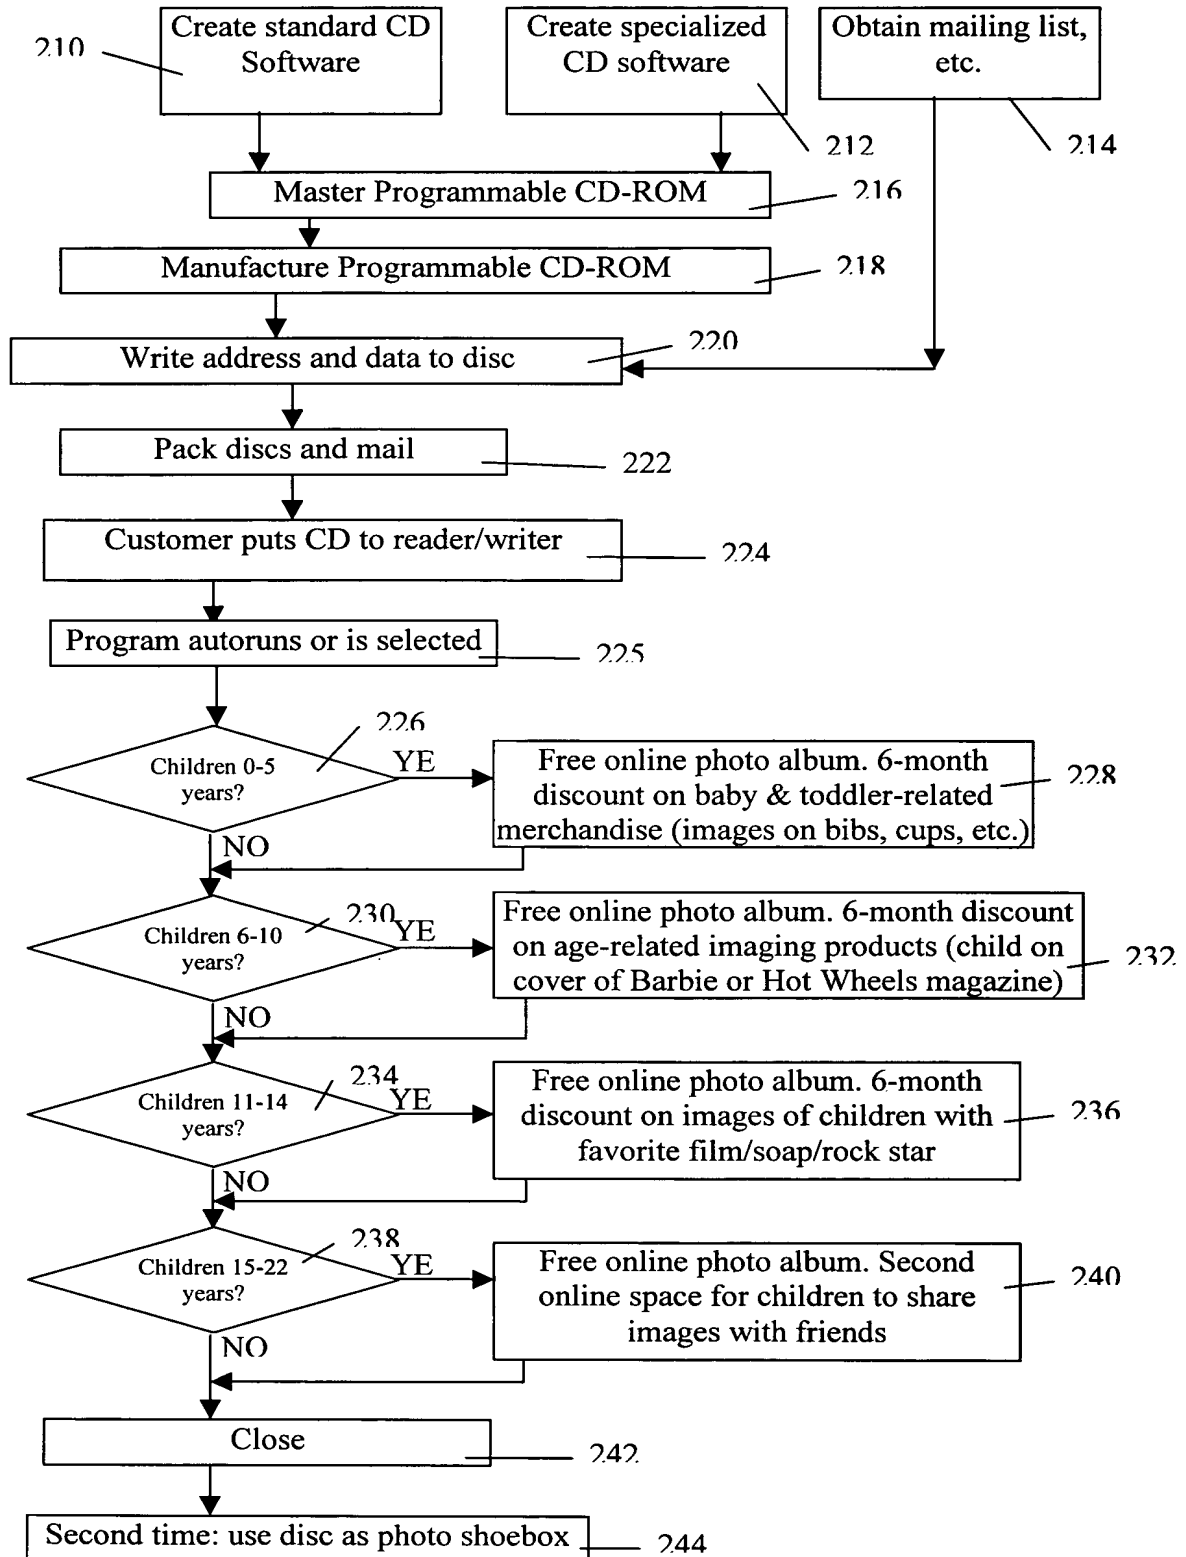 Create standard CD
Software
210
Create specialized
CD software
212
Obtain mailing list,
etc.
214
Master Programmable CD-ROM
216
Manufacture Programmable CD-ROM
218
Write address and data to disc
220
Pack discs and mail
222
Customer puts CD to reader/writer
224
Program autoruns or is selected
225
Children 0-5
years?
226
YE
NO
Free online photo album. 6-month
discount on baby & toddler-related
merchandise (images on bibs, cups, etc.)
228
Children 6-10
years?
230
YE
NO
Free online photo album. 6-month discount
on age-related imaging products (child on
cover of Barbie or Hot Wheels magazine)
232
Children 11-14
years?
234
YE
NO
Free online photo album. 6-month
discount on images of children with
favorite film/soap/rock star
236
Children 15-22
years?
238
YE
NO
Free online photo album. Second
online space for children to share
images with friends
240
Close
242
Second time: use disc as photo shoebox
244